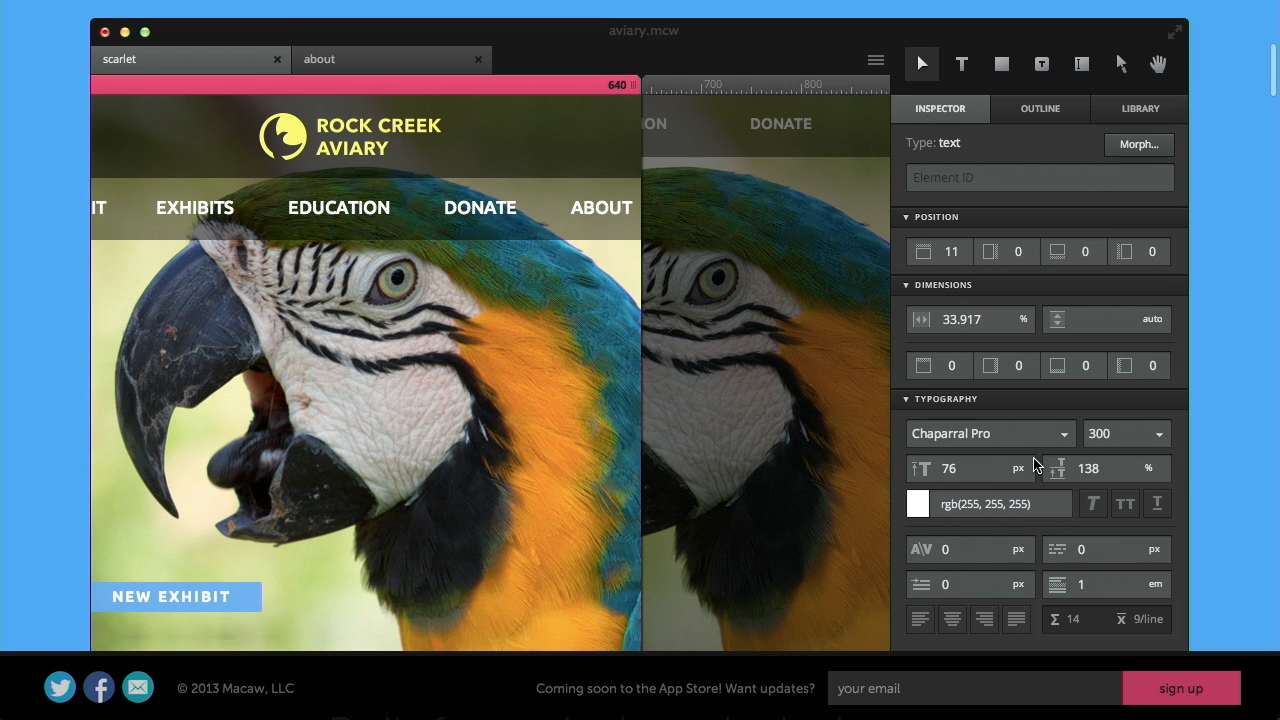 aviary.mcw
scarlet
about
640
700
800
ROCK CREEK
AVIARY
ION
DONATE
IT
EXHIBITS
EDUCATION
DONATE
ABOUT
NEW EXHIBIT
INSPECTOR
OUTLINE
LIBRARY
Type: text
Morph...
Element ID
POSITION
11
0
0
0
DIMENSIONS
33.917 %
auto
0
0
0
0
TYPOGRAPHY
Chaparral Pro
300
76 px
138 %
rgb(255, 255, 255)
0 px
0 px
0 px
1 em
Σ 14
x̅ 9/line
© 2013 Macaw, LLC
Coming soon to the App Store! Want updates?
your email
sign up